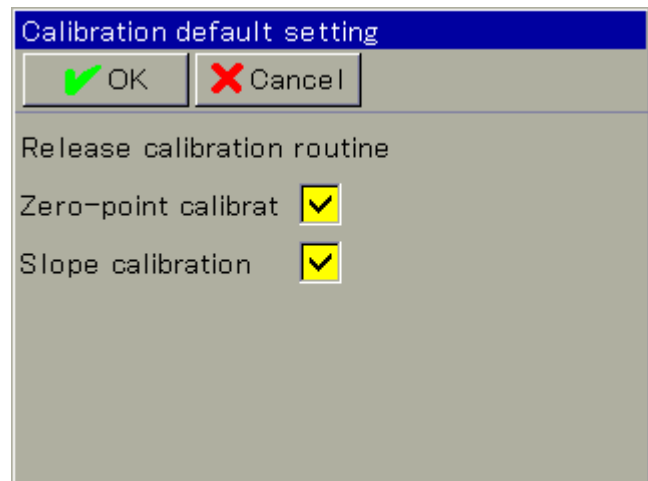 Calibration default setting
OK Cancel
Release calibration routine
Zero-point calibrat
Slope calibration